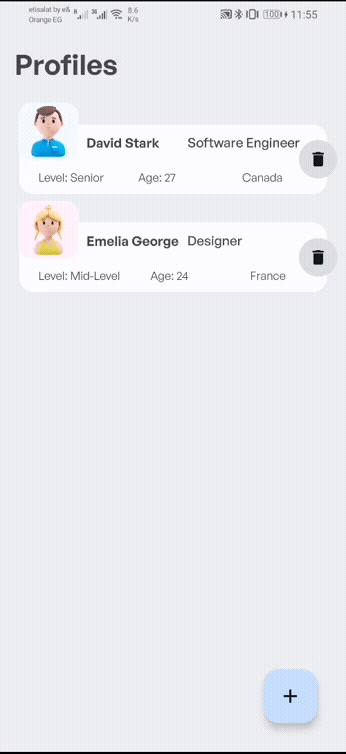 etisalat by e& H 3G 8.6 100 11:55
Orange EG K/s
Profiles
David Stark Software Engineer
Level: Senior Age: 27 Canada
Emelia George Designer
Level: Mid-Level Age: 24 France
+